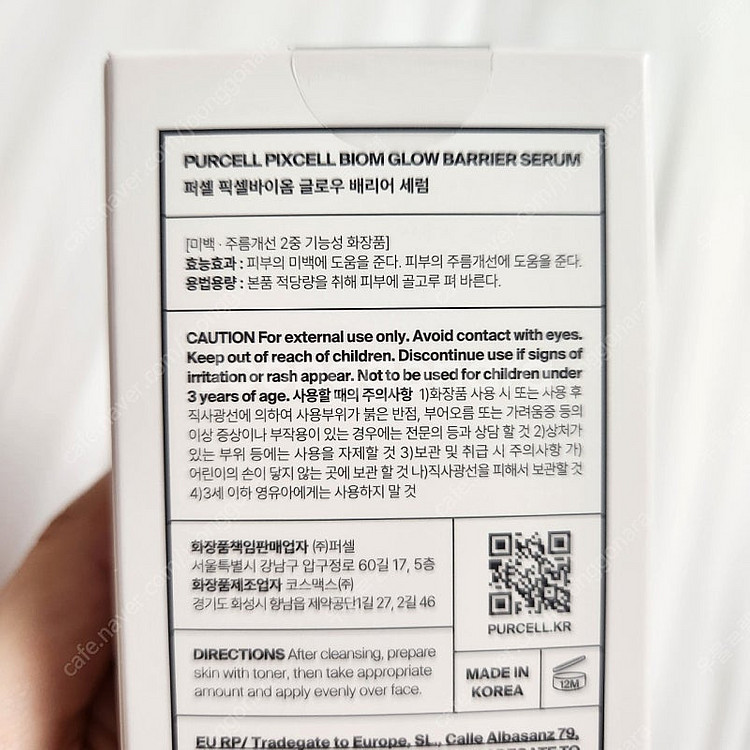 PURCELL PIXCELL BIOM GLOW BARRIER SERUM
퍼셀 픽셀바이옴 글로우 배리어 세럼
[미백 · 주름개선 2중 기능성 화장품]
효능효과 : 피부의 미백에 도움을 준다. 피부의 주름개선에 도움을 준다.
용법용량 : 본품 적당량을 취해 피부에 골고루 펴 바른다.
CAUTION For external use only. Avoid contact with eyes.
Keep out of reach of children. Discontinue use if signs of
irritation or rash appear. Not to be used for children under
3 years of age. 사용할 때의 주의사항 1)화장품 사용 시 또는 사용 후
직사광선에 의하여 사용부위가 붉은 반점, 부어오름 또는 가려움증 등의
이상 증상이나 부작용이 있는 경우에는 전문의 등과 상담 할 것 2)상처가
있는 부위 등에는 사용을 자제할 것 3)보관 및 취급 시 주의사항 가)
어린이의 손이 닿지 않는 곳에 보관 할 것 나)직사광선을 피해서 보관할 것
4)3세 이하 영유아에게는 사용하지 말 것
화장품책임판매업자 (주)퍼셀
서울특별시 강남구 압구정로 60길 17, 5층
화장품제조업자 코스맥스(주)
경기도 화성시 향남읍 제약공단1길 27, 2길 46
PURCELL.KR
DIRECTIONS After cleansing, prepare
skin with toner, then take appropriate
amount and apply evenly over face.
MADE IN
KOREA
12M
EU RP/ Tradegate to Europe, SL., Calle Albasanz 79,
cafe.naver.com